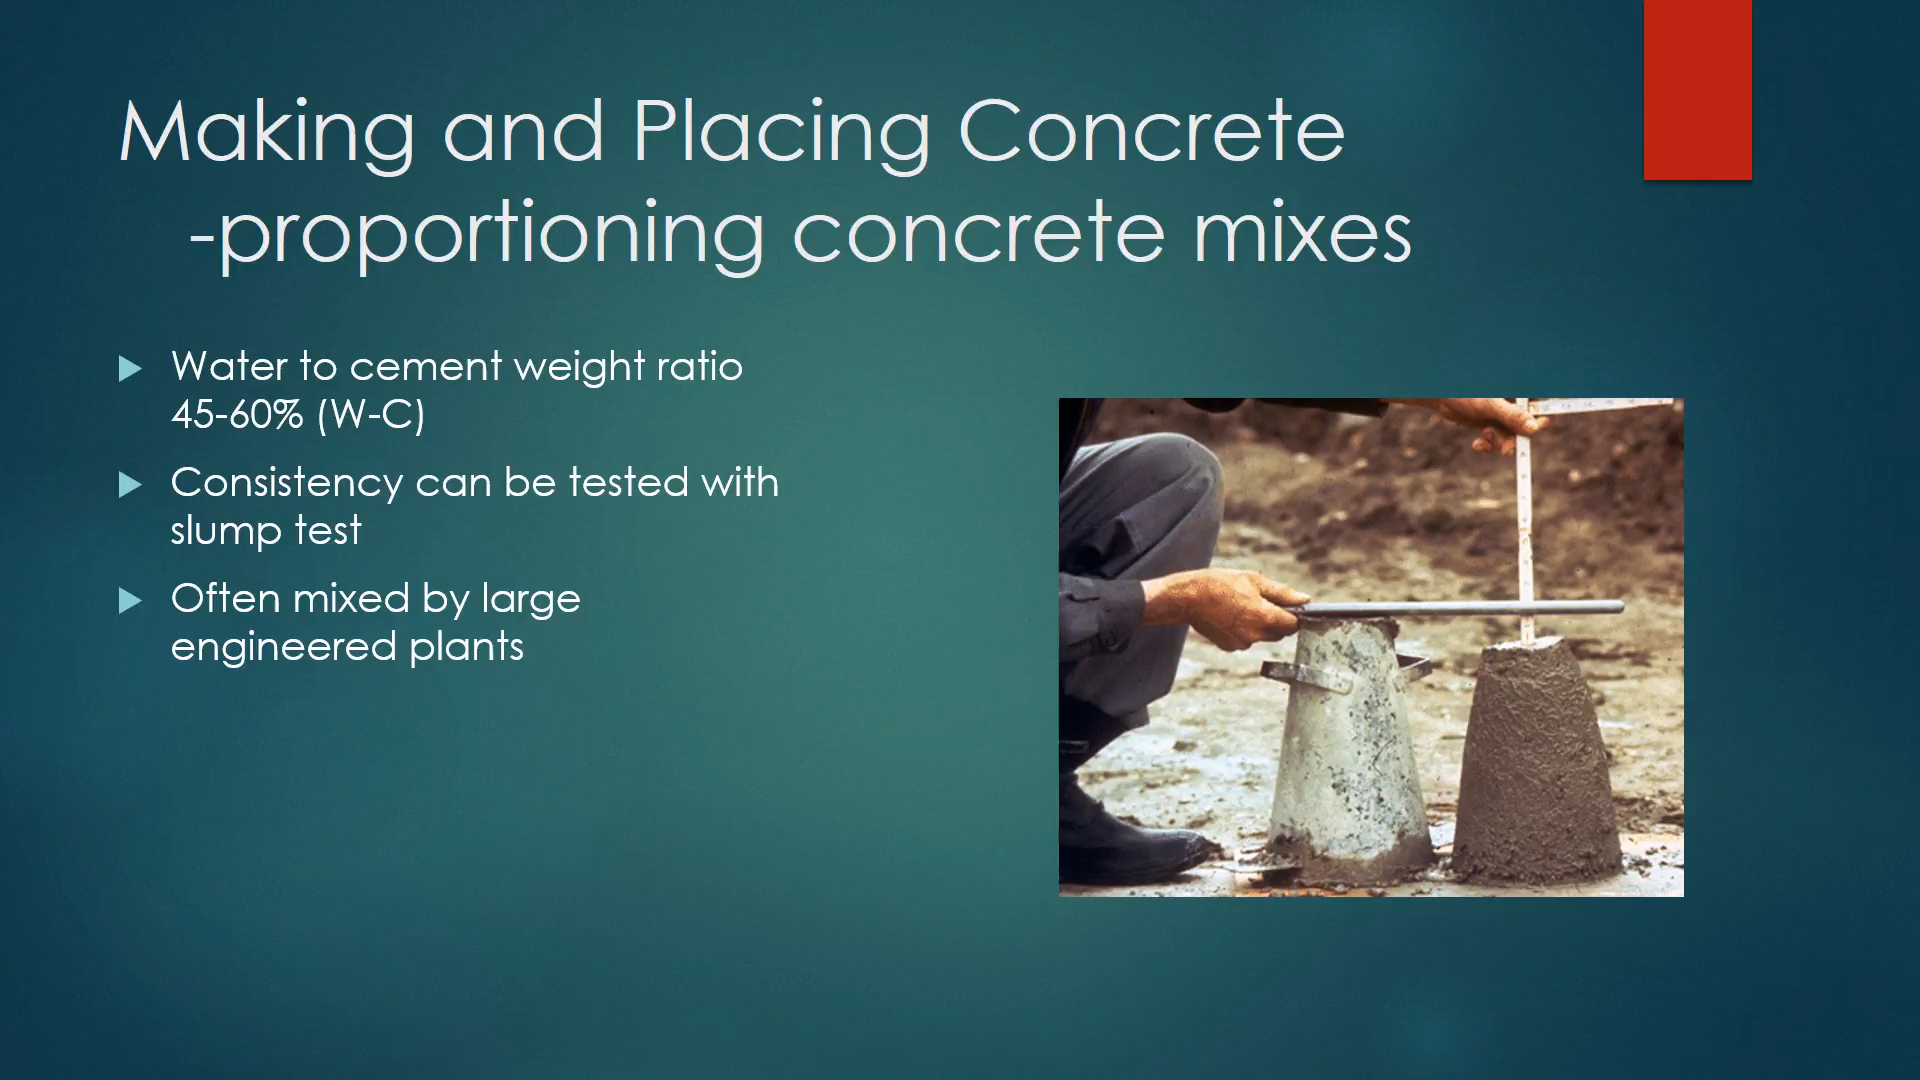 Making and Placing Concrete
-proportioning concrete mixes
Water to cement weight ratio
45-60% (W-C)
Consistency can be tested with
slump test
Often mixed by large
engineered plants